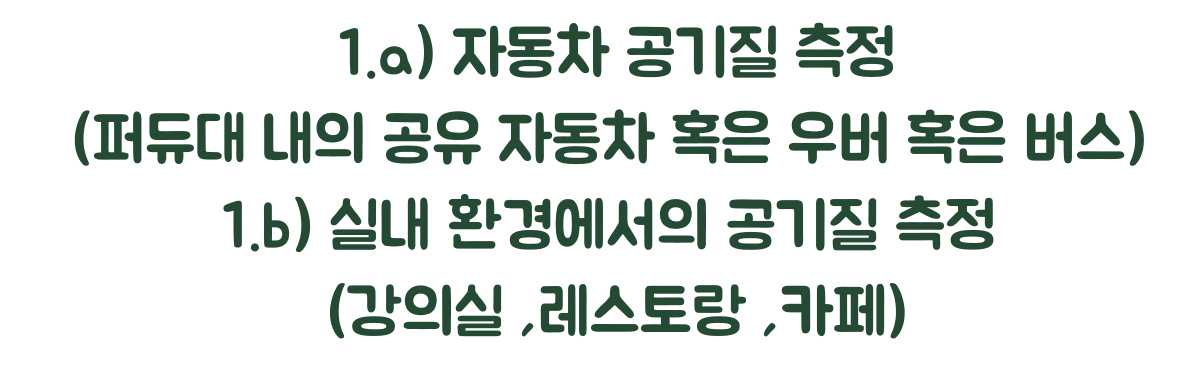 1.a) 자동차 공기질 측정
(퍼듀대 내의 공유 자동차 혹은 우버 혹은 버스)
1.b) 실내 환경에서의 공기질 측정
(강의실 ,레스토랑 ,카페)